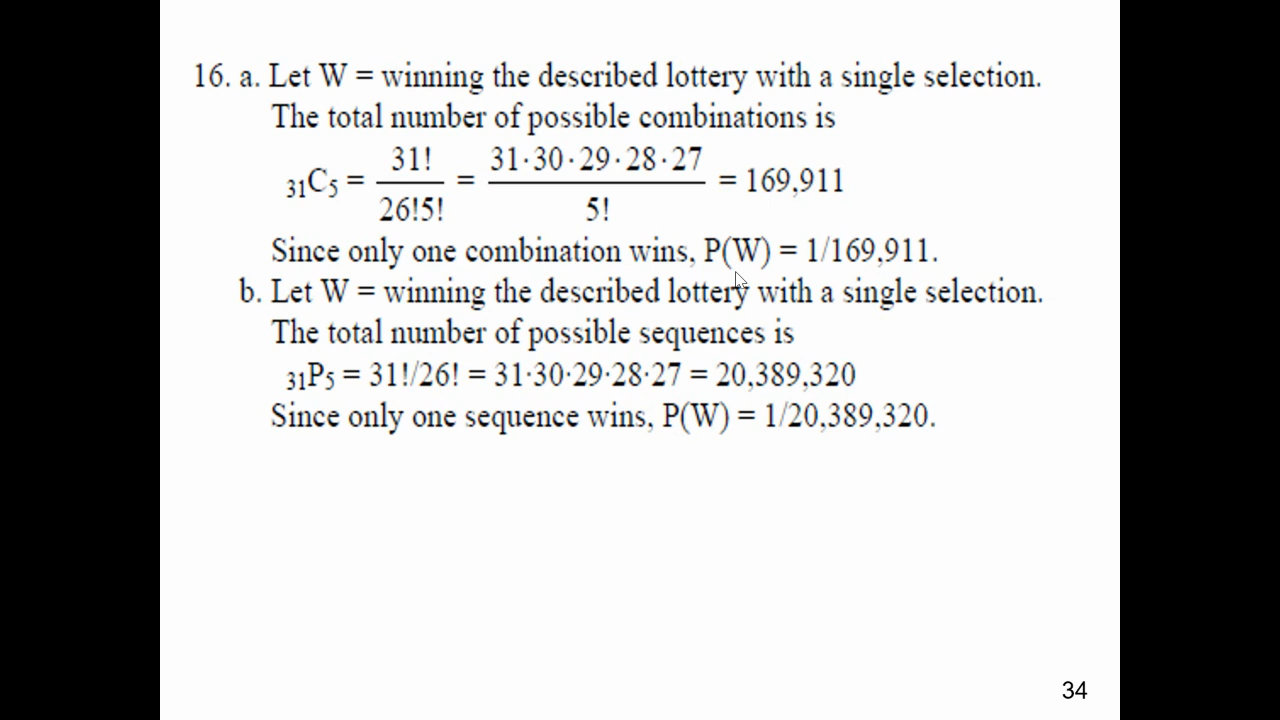 16. a. Let W = winning the described lottery with a single selection.
The total number of possible combinations is
₃₁C₅ = 31!/26!5! = 31·30·29·28·27/5! = 169,911
Since only one combination wins, P(W) = 1/169,911.
b. Let W = winning the described lottery with a single selection.
The total number of possible sequences is
₃₁P₅ = 31!/26! = 31·30·29·28·27 = 20,389,320
Since only one sequence wins, P(W) = 1/20,389,320.
34